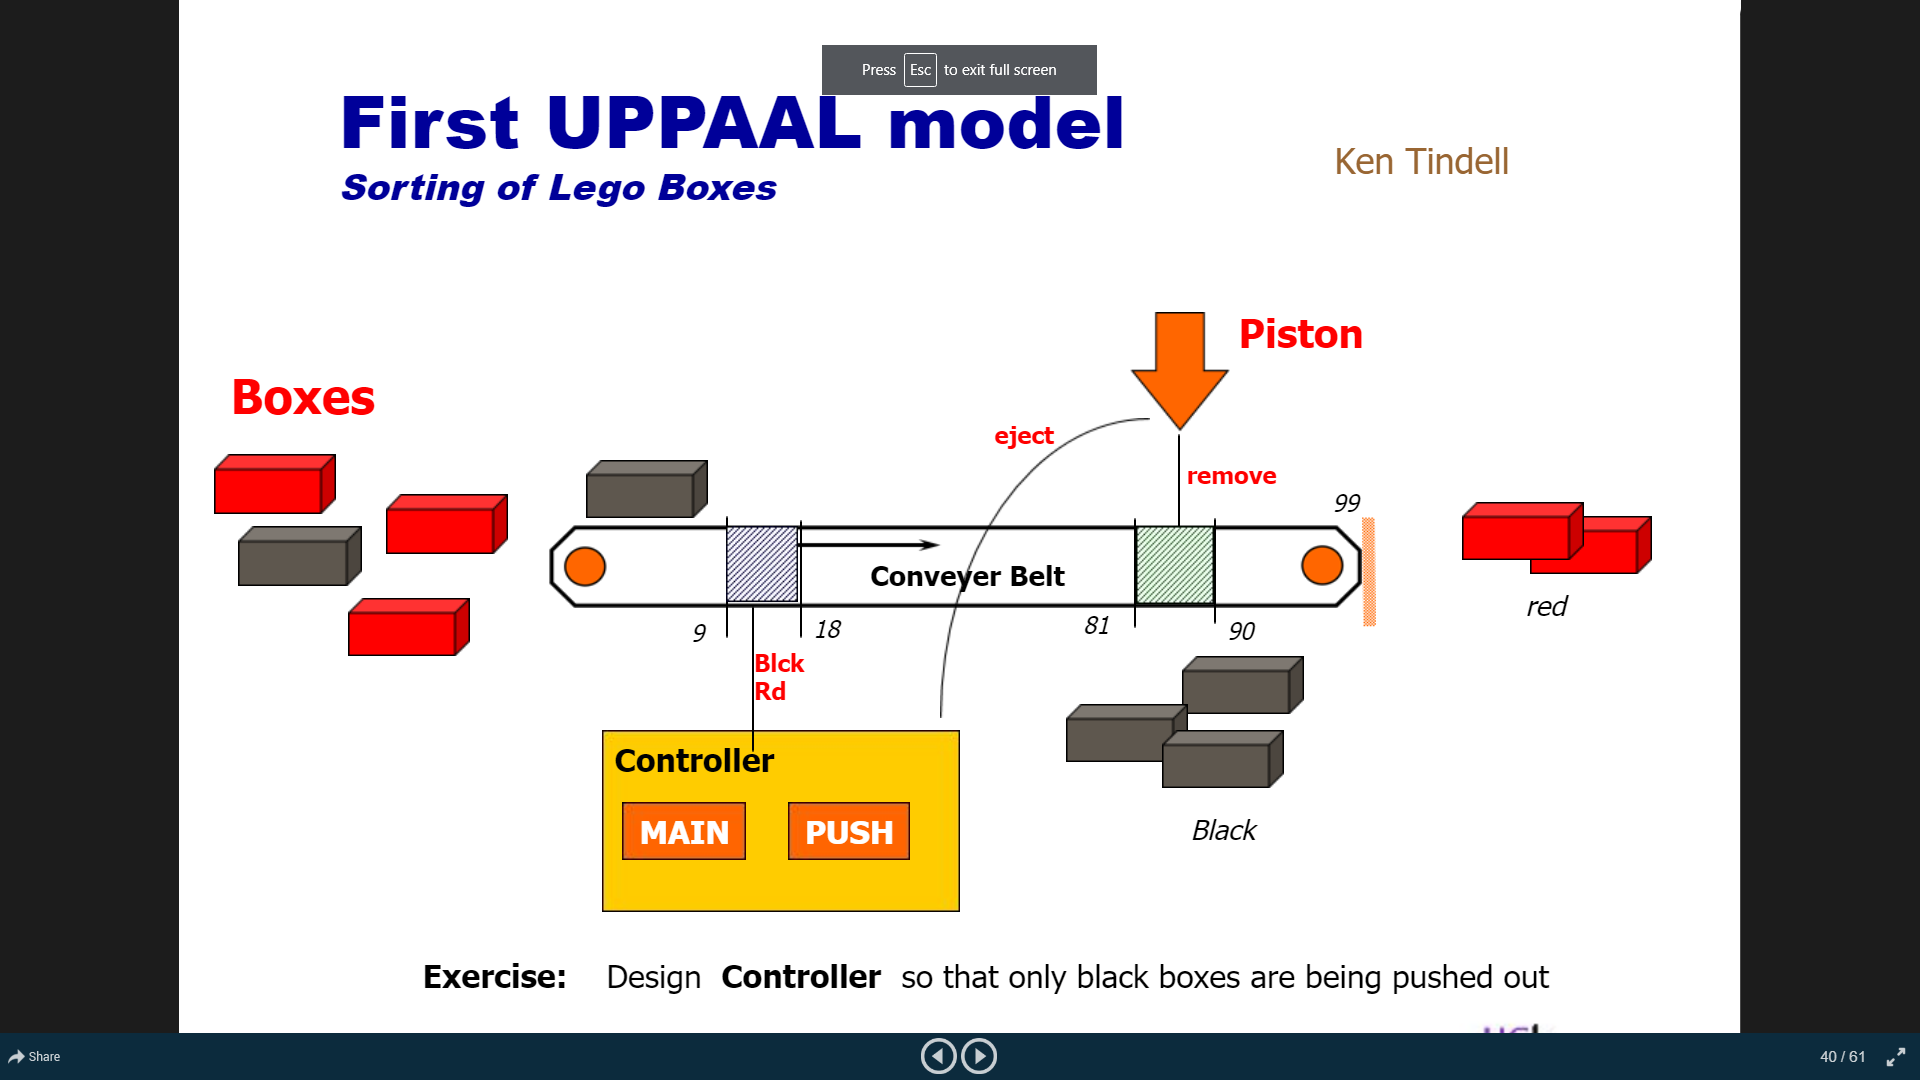 Press Esc to exit full screen
First UPPAAL model
Sorting of Lego Boxes
Ken Tindell
Piston
Boxes
eject
remove
99
Conveyer Belt
9
18
81
90
red
Blck
Rd
Controller
MAIN
PUSH
Black
Exercise: Design Controller so that only black boxes are being pushed out
Share
40 / 61